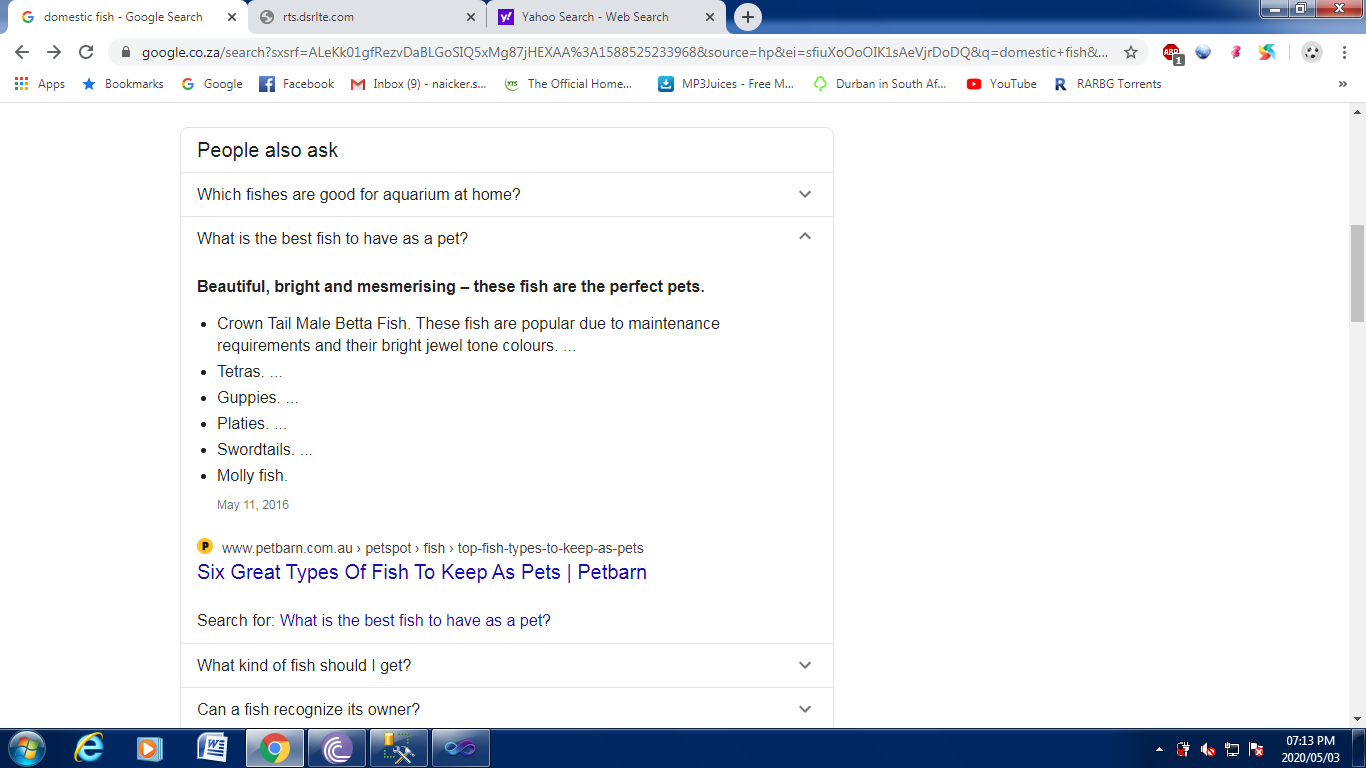 domestic fish - Google Search
rts.dsrlte.com
Yahoo Search - Web Search
google.co.za/search?sxsrf=ALeKk01gfRezvDaBLGoSIQ5xMg87jHEXAA%3A1588525233968&source=hp&ei=sfiuXoOoOIK1sAeVjrDoDQ&q=domestic+fish&...
ABP
1
Apps
Bookmarks
Google
Facebook
Inbox (9) - naicker.s...
YTS
The Official Home...
MP3Juices - Free M...
Durban in South Af...
YouTube
RARBG Torrents
»
People also ask
Which fishes are good for aquarium at home?
What is the best fish to have as a pet?
Beautiful, bright and mesmerising – these fish are the perfect pets.
• Crown Tail Male Betta Fish. These fish are popular due to maintenance
requirements and their bright jewel tone colours. ...
• Tetras. ...
• Guppies. ...
• Platies. ...
• Swordtails. ...
• Molly fish.
May 11, 2016
P
www.petbarn.com.au › petspot › fish › top-fish-types-to-keep-as-pets
Six Great Types Of Fish To Keep As Pets | Petbarn
Search for: What is the best fish to have as a pet?
What kind of fish should I get?
Can a fish recognize its owner?
07:13 PM
2020/05/03